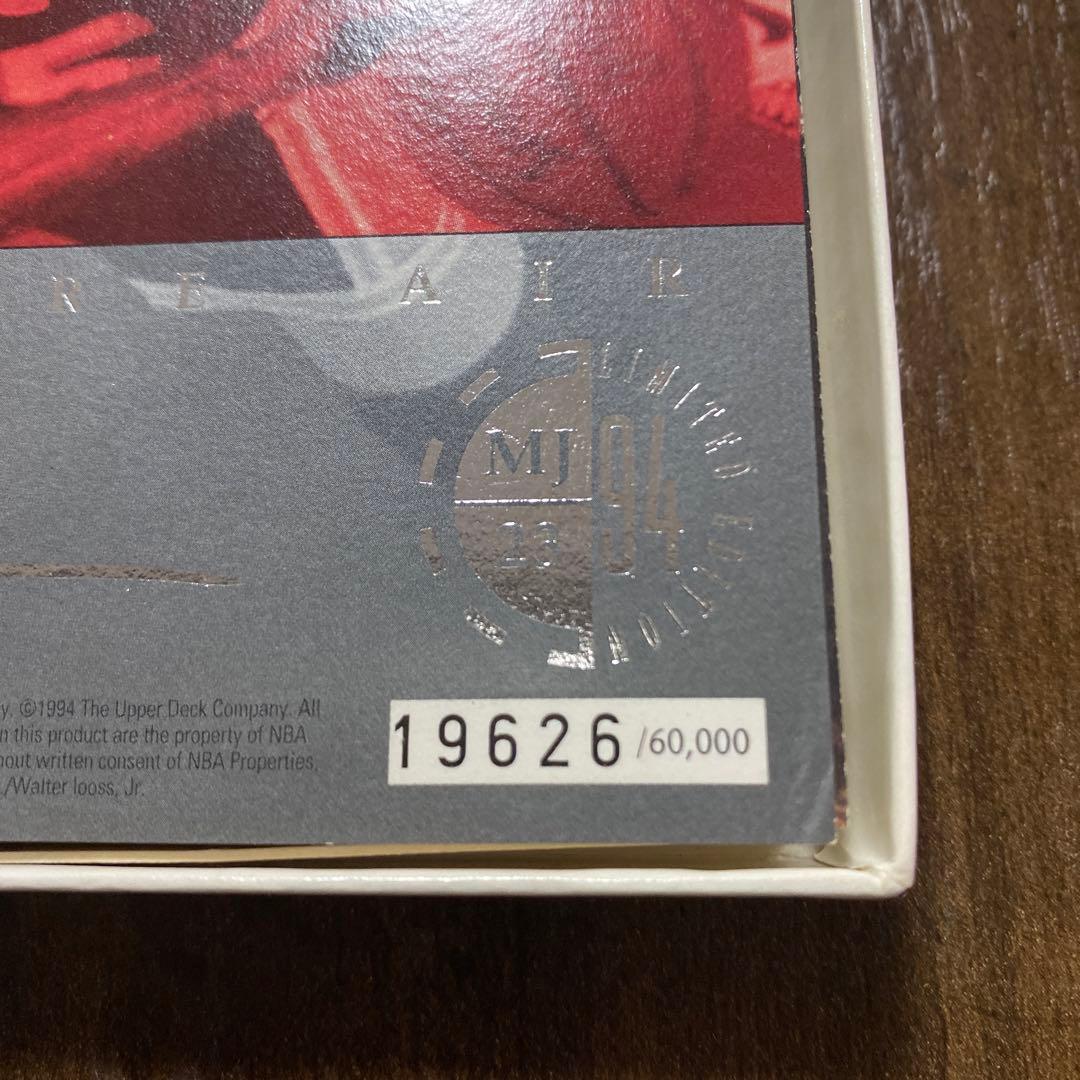 R E A I R
LIMITED EDITION
MJ
23
94
y. ©1994 The Upper Deck Company. All
n this product are the property of NBA
hout written consent of NBA Properties,
./Walter Iooss, Jr.
19626 /60,000